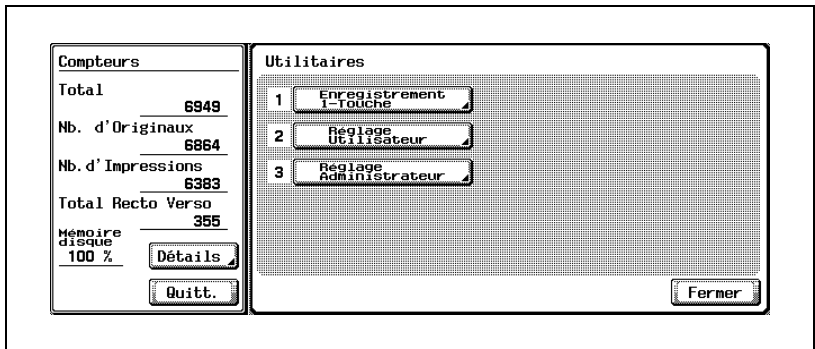 Compteurs
Total
6949
Nb. d'Originaux
6864
Nb.d'Impressions
6383
Total Recto Verso
355
Mémoire
disque
100 %
Détails
Quitt.
Utilitaires
1 Enregistrement
1-Touche
2 Réglage
Utilisateur
3 Réglage
Administrateur
Fermer